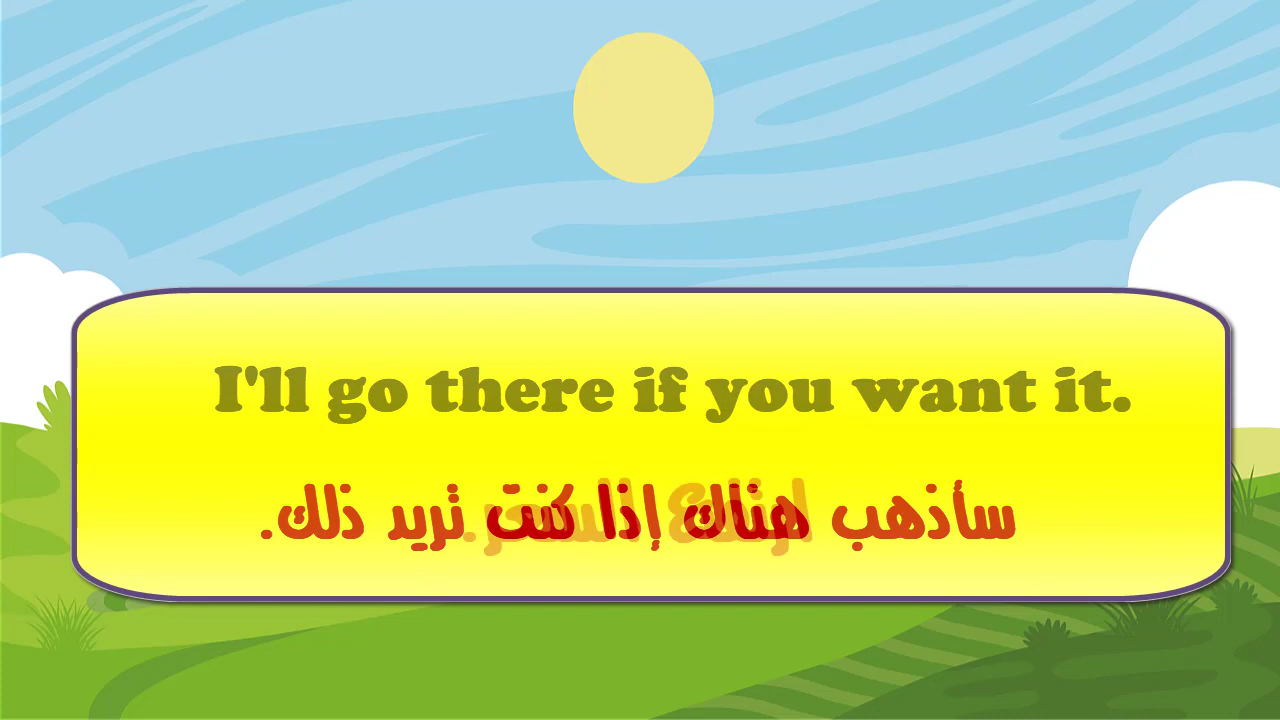 I'll go there if you want it.
سأذهب هناك إذا كنت تريد ذلك.